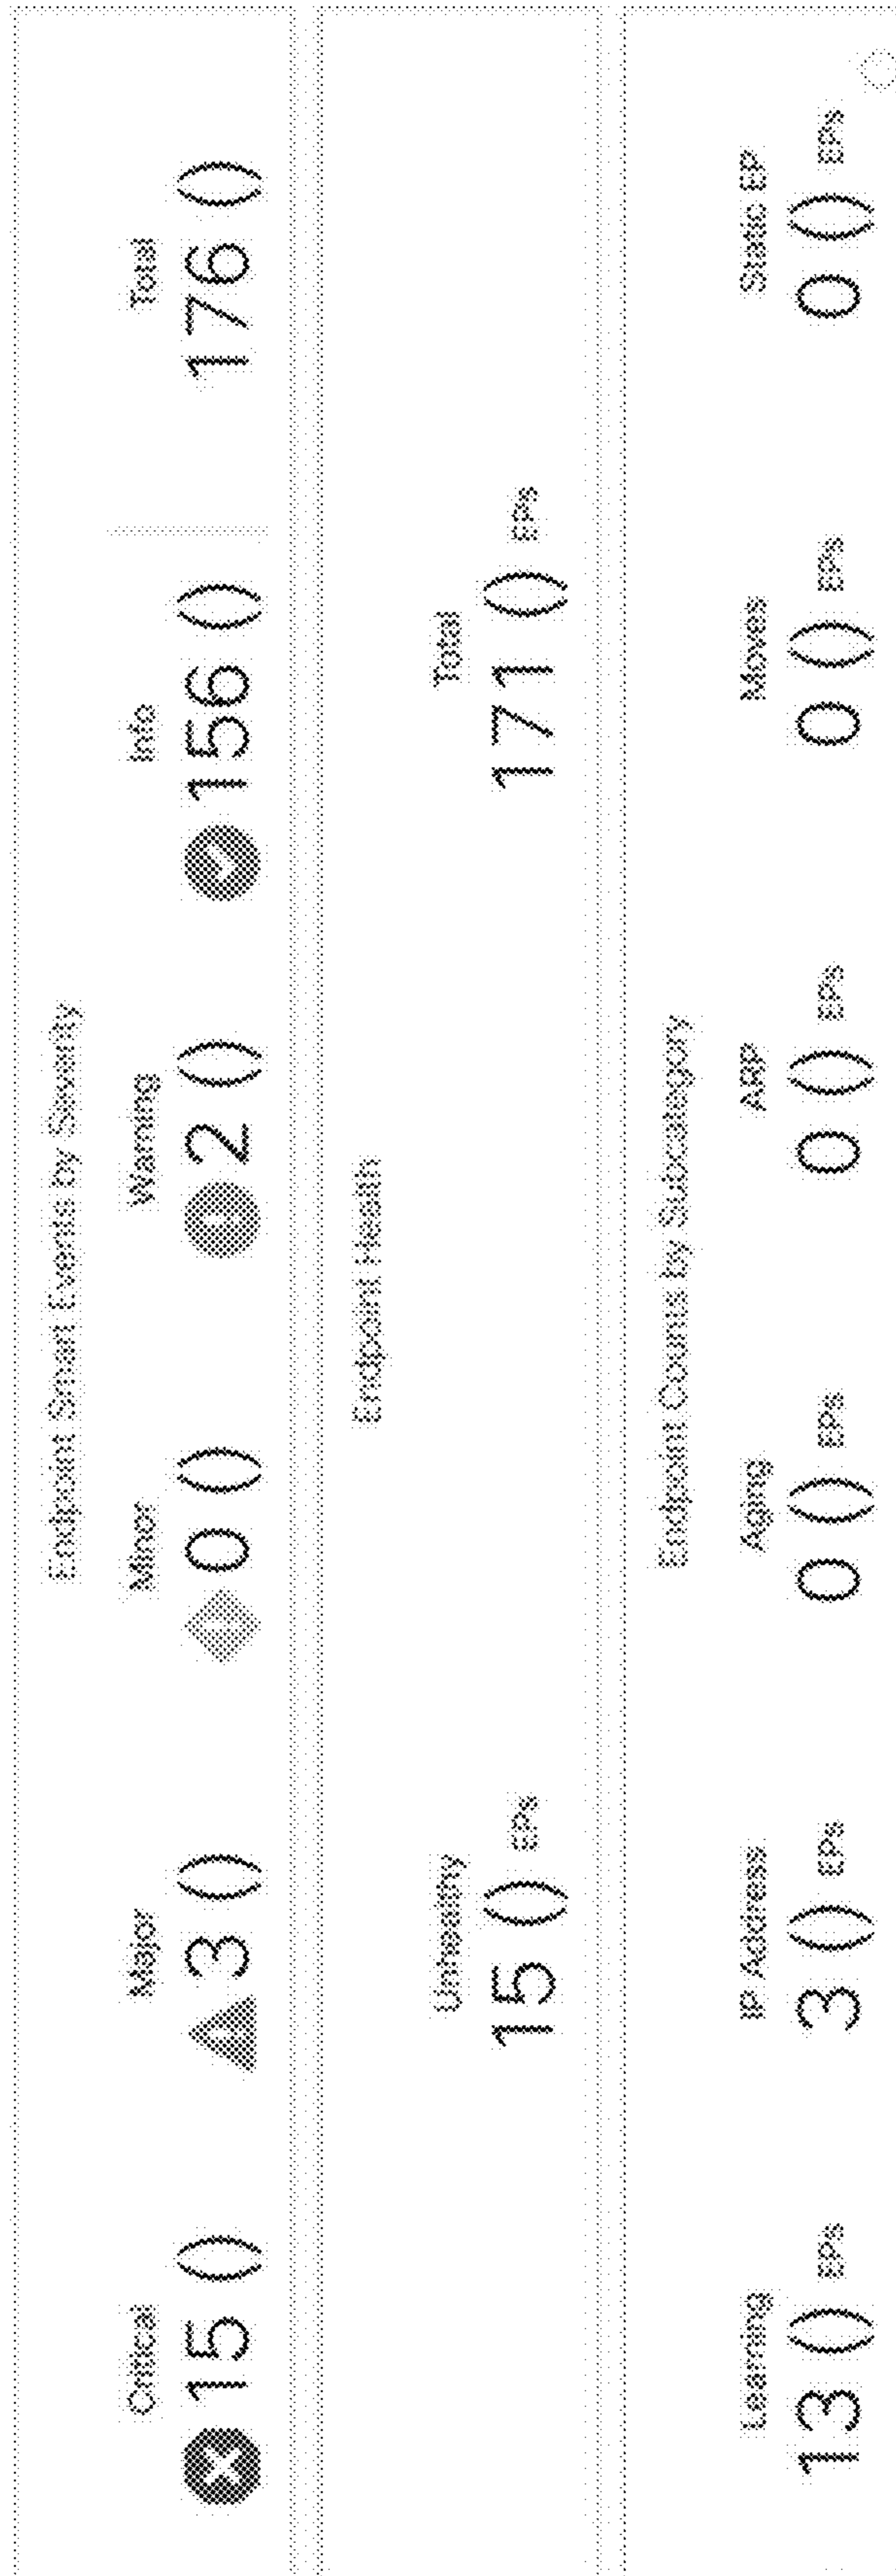 Endpoint Smart Events by Severity
Critical Major Minor Warning Info Total
15 () 3 () 0 () 2 () 156 () 176 ()
Endpoint Health
Unhealthy Total
15 () EPs 171 () EPs
Endpoint Counts by Subcategory
Learning IP Address Aging ARP Moves Static EP
13 () EPs 3 () EPs 0 () EPs 0 () EPs 0 () EPs 0 () EPs